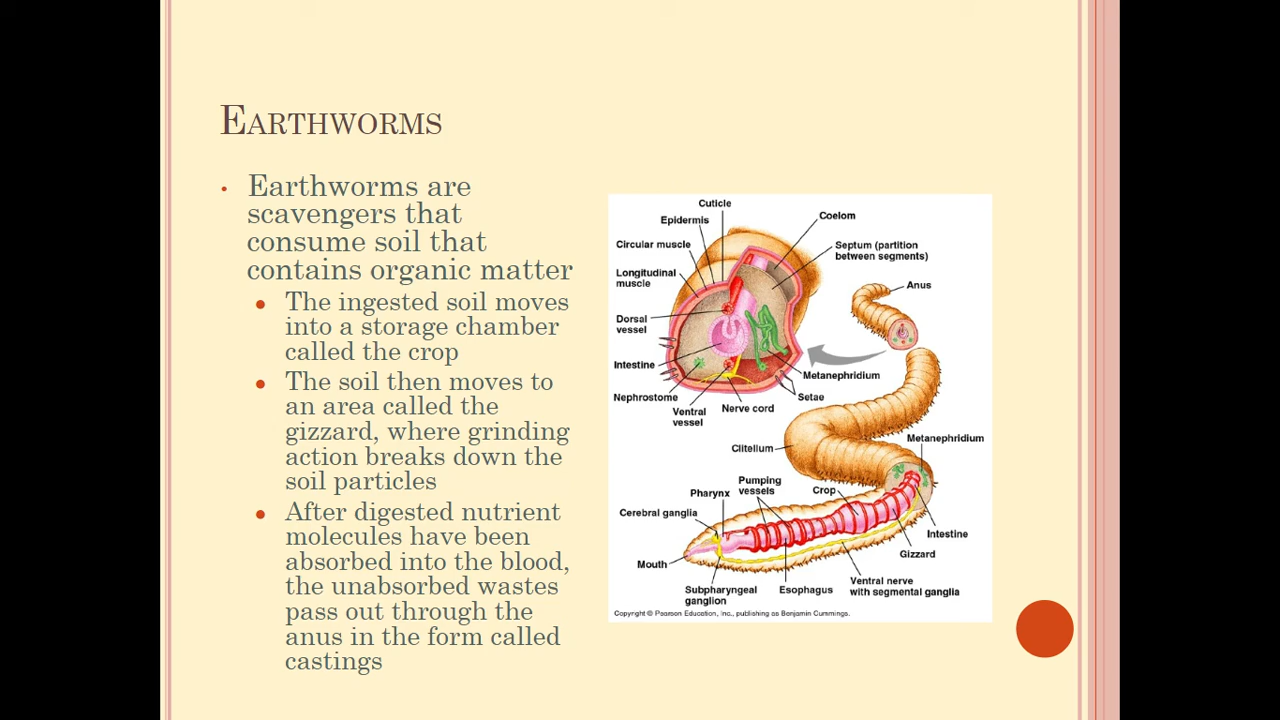 Earthworms
• Earthworms are
scavengers that
consume soil that
contains organic matter
● The ingested soil moves
into a storage chamber
called the crop
● The soil then moves to
an area called the
gizzard, where grinding
action breaks down the
soil particles
● After digested nutrient
molecules have been
absorbed into the blood,
the unabsorbed wastes
pass out through the
anus in the form called
castings
Cuticle
Epidermis
Coelom
Circular muscle
Septum (partition
between segments)
Longitudinal
muscle
Anus
Dorsal
vessel
Intestine
Metanephridium
Nephrostome
Setae
Ventral
vessel
Nerve cord
Clitellum
Metanephridium
Pumping
vessels
Pharynx
Crop
Cerebral ganglia
Intestine
Gizzard
Mouth
Subpharyngeal
ganglion
Esophagus
Ventral nerve
with segmental ganglia
Copyright © Pearson Education, Inc., publishing as Benjamin Cummings.